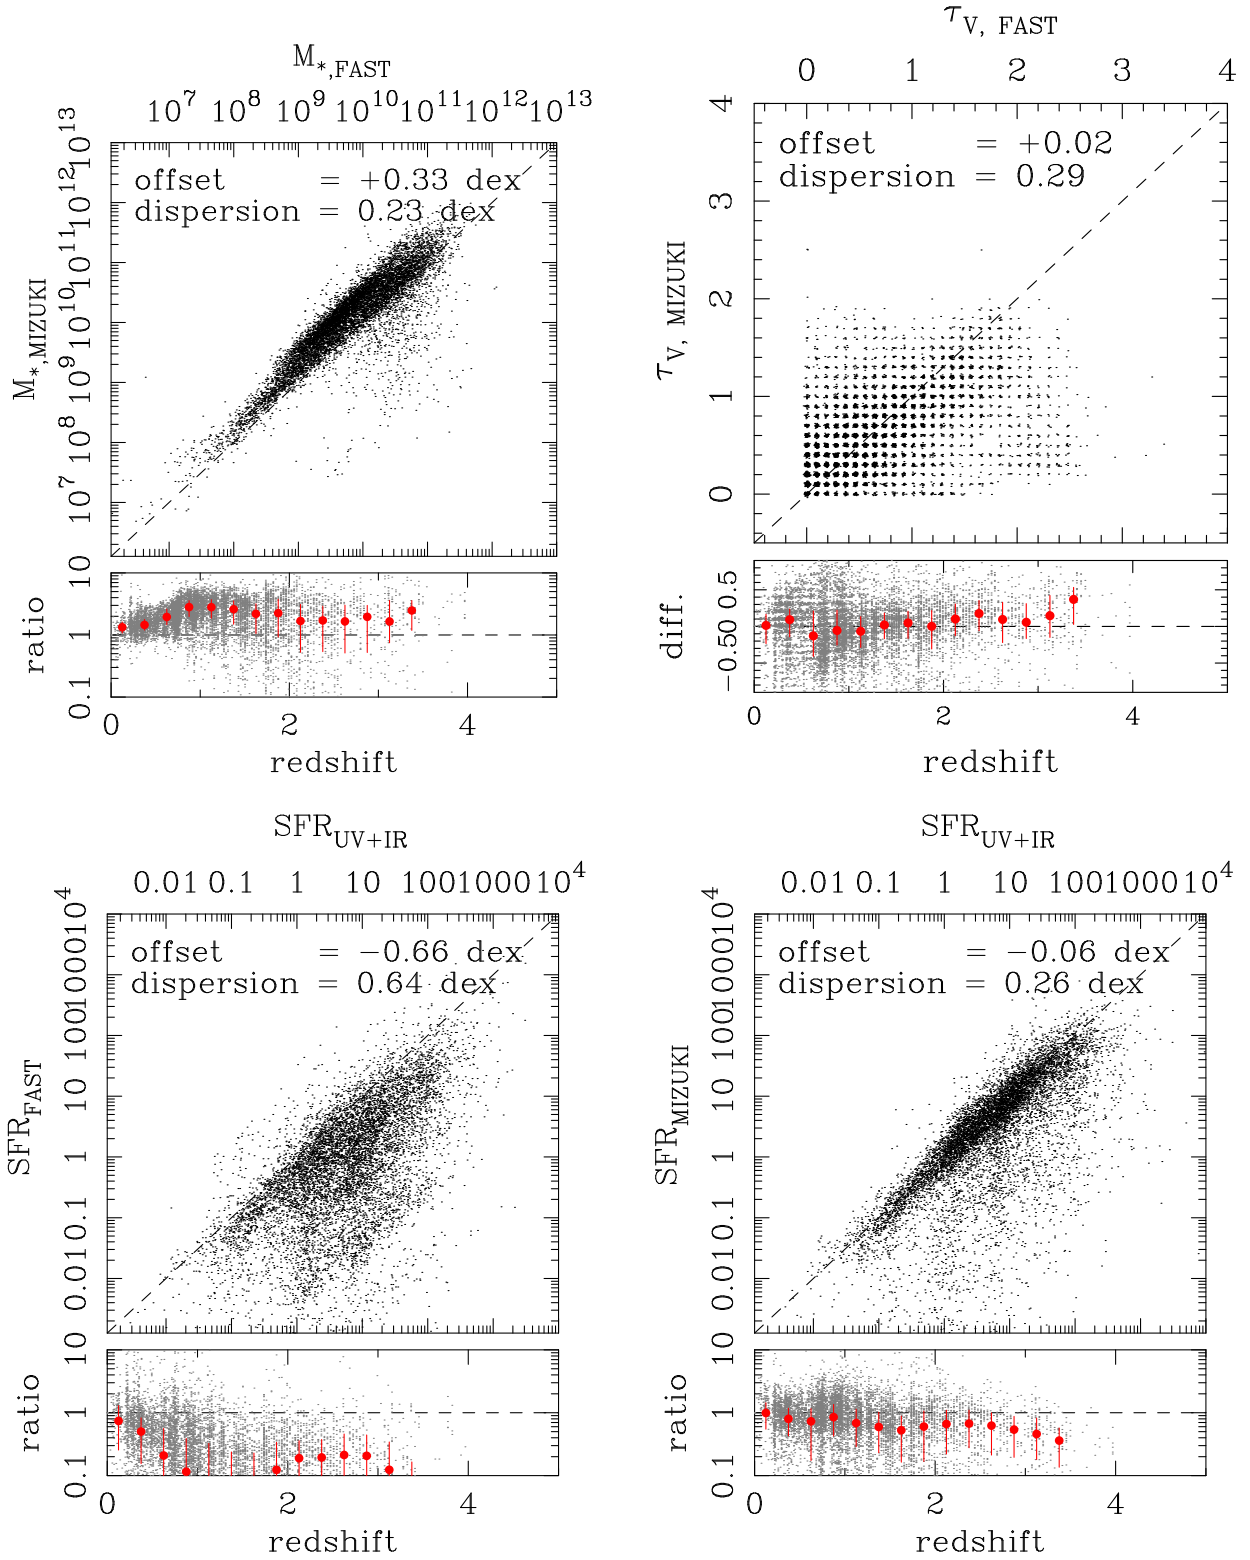 M*,FAST
10^7 10^8 10^9 10^10 10^11 10^12 10^13
M*,MIZUKI
10^13
10^12
10^11
10^10
10^9
10^8
10^7
offset = +0.33 dex
dispersion = 0.23 dex
ratio
10
1
0.1
0 2 4
redshift
τV, FAST
0 1 2 3 4
τV, MIZUKI
4
3
2
1
0
offset = +0.02
dispersion = 0.29
diff.
0.5
0
−0.5
0 2 4
redshift
SFRUV+IR
0.01 0.1 1 10 100 1000 10^4
SFRFAST
10^4
1000
100
10
1
0.1
0.01
offset = −0.66 dex
dispersion = 0.64 dex
ratio
10
1
0.1
0 2 4
redshift
SFRUV+IR
0.01 0.1 1 10 100 1000 10^4
SFRMIZUKI
10^4
1000
100
10
1
0.1
0.01
offset = −0.06 dex
dispersion = 0.26 dex
ratio
10
1
0.1
0 2 4
redshift